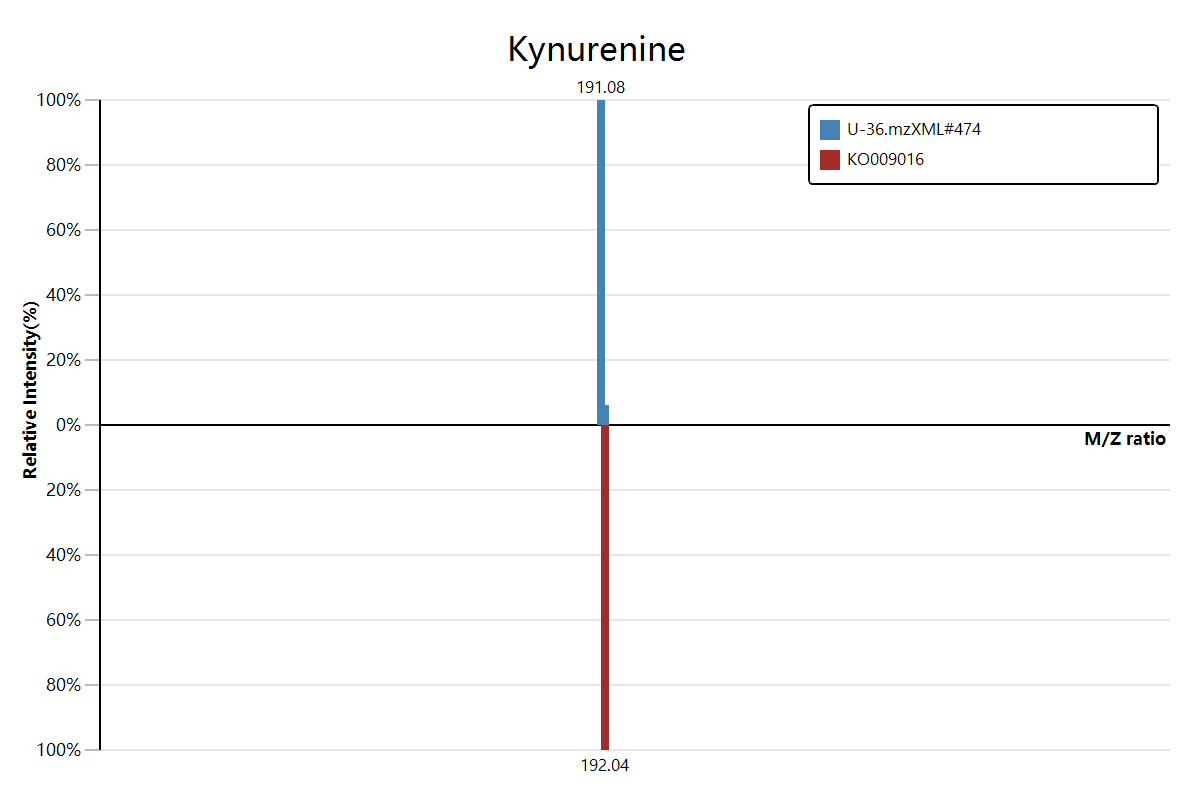 Kynurenine
191.08
100%
80%
60%
40%
20%
0%
20%
40%
60%
80%
100%
Relative Intensity(%)
U-36.mzXML#474
KO009016
M/Z ratio
192.04